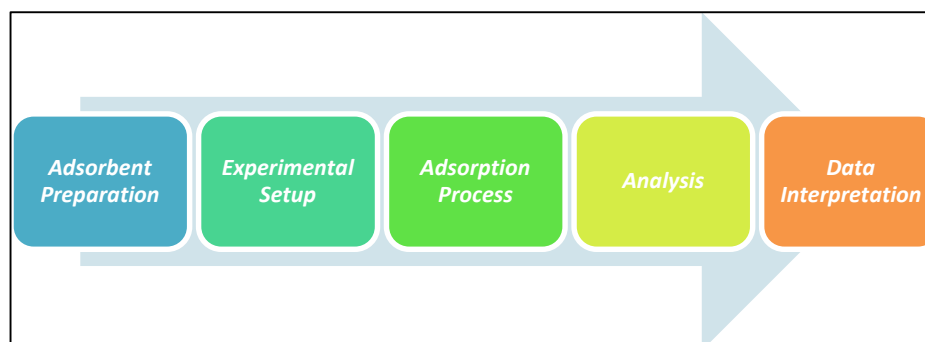 Adsorbent
Preparation
Experimental
Setup
Adsorption
Process
Analysis
Data
Interpretation